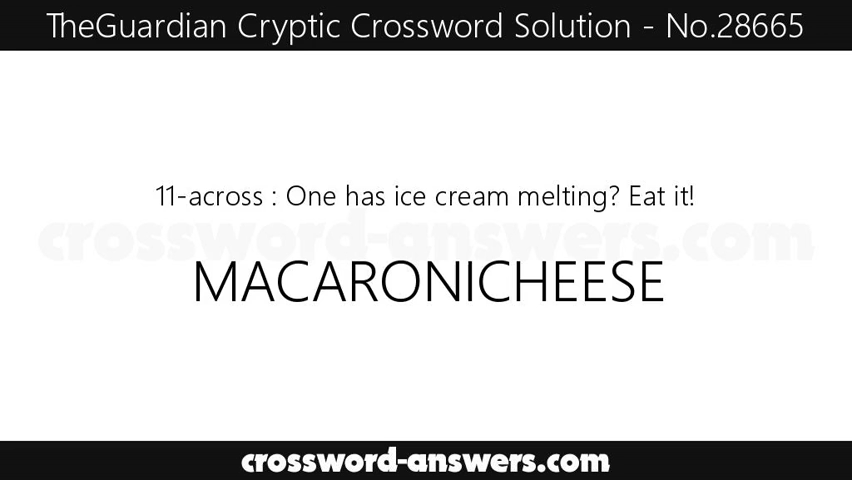 TheGuardian Cryptic Crossword Solution - No.28665
11-across : One has ice cream melting? Eat it!
crossword-answers.com
MACARONICHEESE
crossword-answers.com